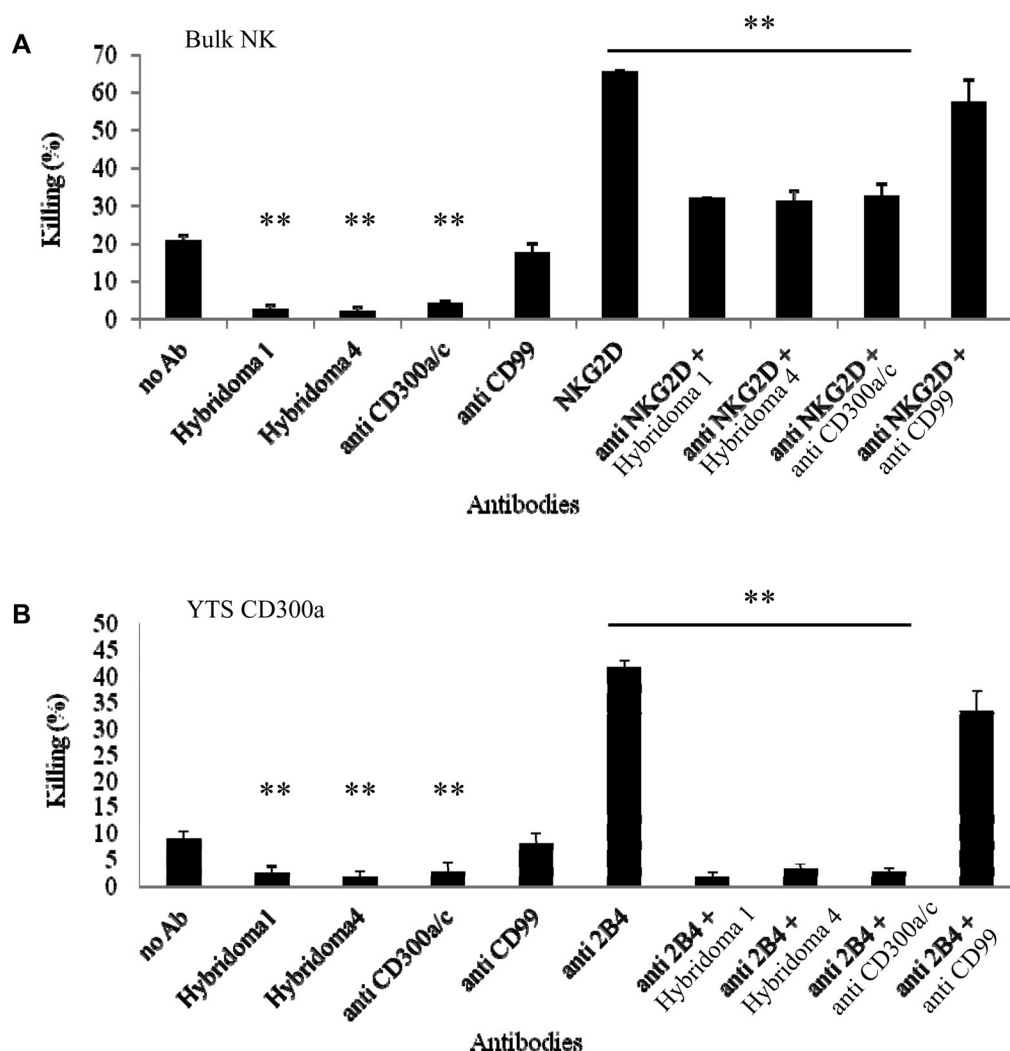 A
Bulk NK
**
70
60
50
40
30
20
10
0
Killing (%)
** ** **
no Ab
Hybridoma 1
Hybridoma 4
anti CD300a/c
anti CD99
NKG2D
anti NKG2D +
Hybridoma 1
anti NKG2D +
Hybridoma 4
anti NKG2D +
anti CD300a/c
anti NKG2D +
anti CD99
Antibodies
B
YTS CD300a
**
50
45
40
35
30
25
20
15
10
5
0
Killing (%)
** ** **
no Ab
Hybridoma1
Hybridoma4
anti CD300a/c
anti CD99
anti 2B4
anti 2B4 +
Hybridoma 1
anti 2B4 +
Hybridoma 4
anti 2B4 +
anti CD300a/c
anti 2B4 +
anti CD99
Antibodies